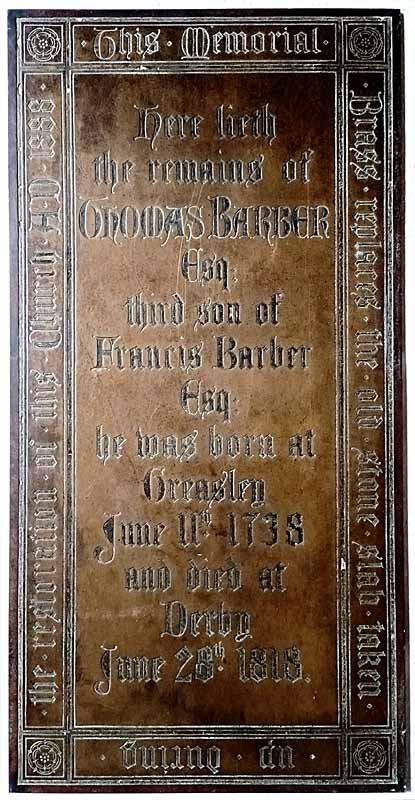 · This · Memorial ·
· Brass · replaces · the · old · stone · slab · taken ·
· up · during ·
· the · restoration · of · this · Church · A.D · 1888 ·
Here lieth
the remains of
THOMAS BARBER
Esq:
third son of
Francis Barber
Esq:
he was born at
Greasley
June 11th 1738
and died at
Derby
June 28th 1818.